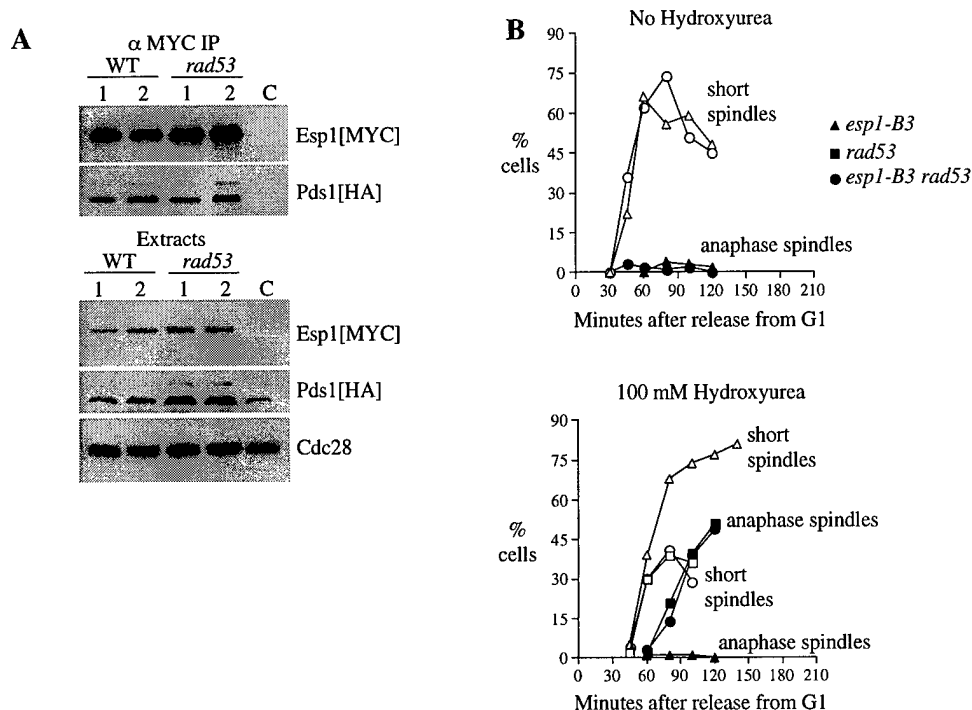 A
α MYC IP
WT rad53
1 2 1 2 C
Esp1[MYC]
Pds1[HA]
Extracts
WT rad53
1 2 1 2 C
Esp1[MYC]
Pds1[HA]
Cdc28
B
No Hydroxyurea
90
75
60
45
30
15
0
% cells
short spindles
anaphase spindles
0 30 60 90 120 150 180 210
Minutes after release from G1
esp1-B3
rad53
esp1-B3 rad53
100 mM Hydroxyurea
90
75
60
45
30
15
0
% cells
short spindles
anaphase spindles
short spindles
anaphase spindles
0 30 60 90 120 150 180 210
Minutes after release from G1